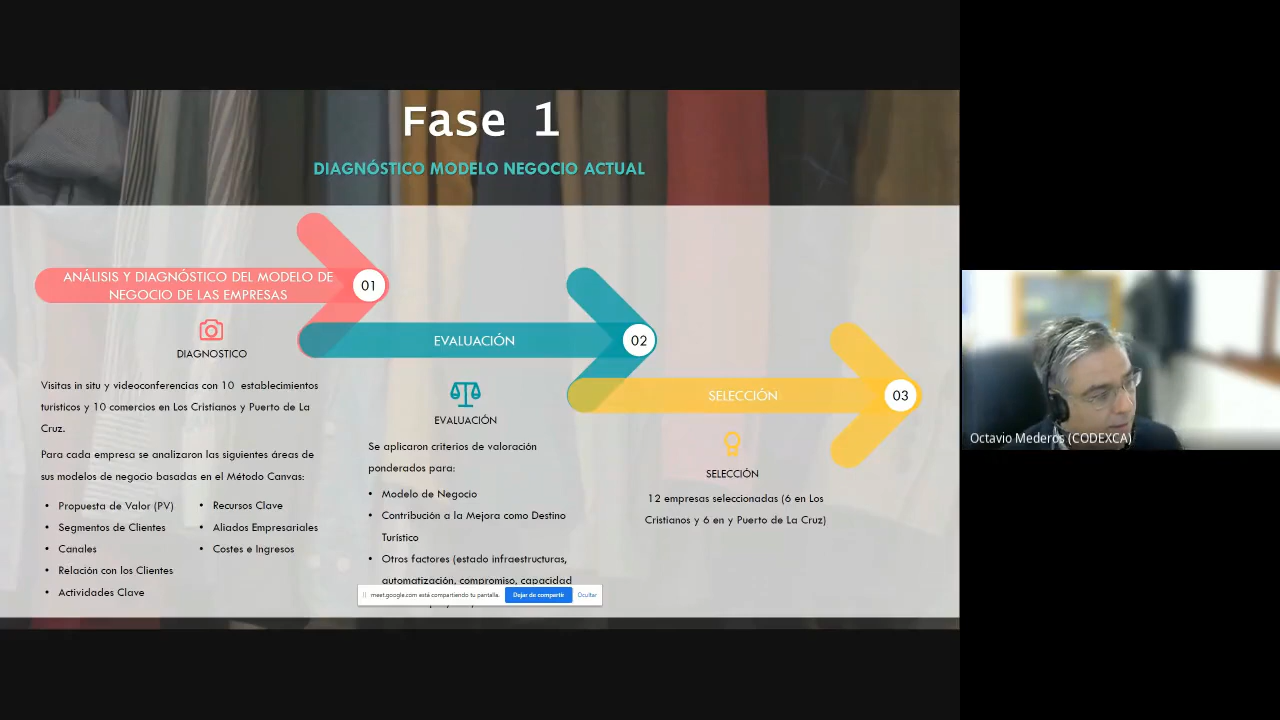 Fase 1
DIAGNÓSTICO MODELO NEGOCIO ACTUAL
ANÁLISIS Y DIAGNÓSTICO DEL MODELO DE
NEGOCIO DE LAS EMPRESAS
01
DIAGNOSTICO
Visitas in situ y videoconferencias con 10 establecimientos
turísticos y 10 comercios en Los Cristianos y Puerto de La
Cruz.
Para cada empresa se analizaron las siguientes áreas de
sus modelos de negocio basadas en el Método Canvas:
• Propuesta de Valor (PV)
• Segmentos de Clientes
• Canales
• Relación con los Clientes
• Actividades Clave
• Recursos Clave
• Aliados Empresariales
• Costes e Ingresos
EVALUACIÓN
02
EVALUACIÓN
Se aplicaron criterios de valoración
ponderados para:
• Modelo de Negocio
• Contribución a la Mejora como Destino
Turístico
• Otros factores (estado infraestructuras,
automatización, compromiso, capacidad
SELECCIÓN
03
SELECCIÓN
12 empresas seleccionadas (6 en Los
Cristianos y 6 en y Puerto de La Cruz)
meet.google.com está compartiendo tu pantalla.
Dejar de compartir
Ocultar
Octavio Mederos (CODEXCA)